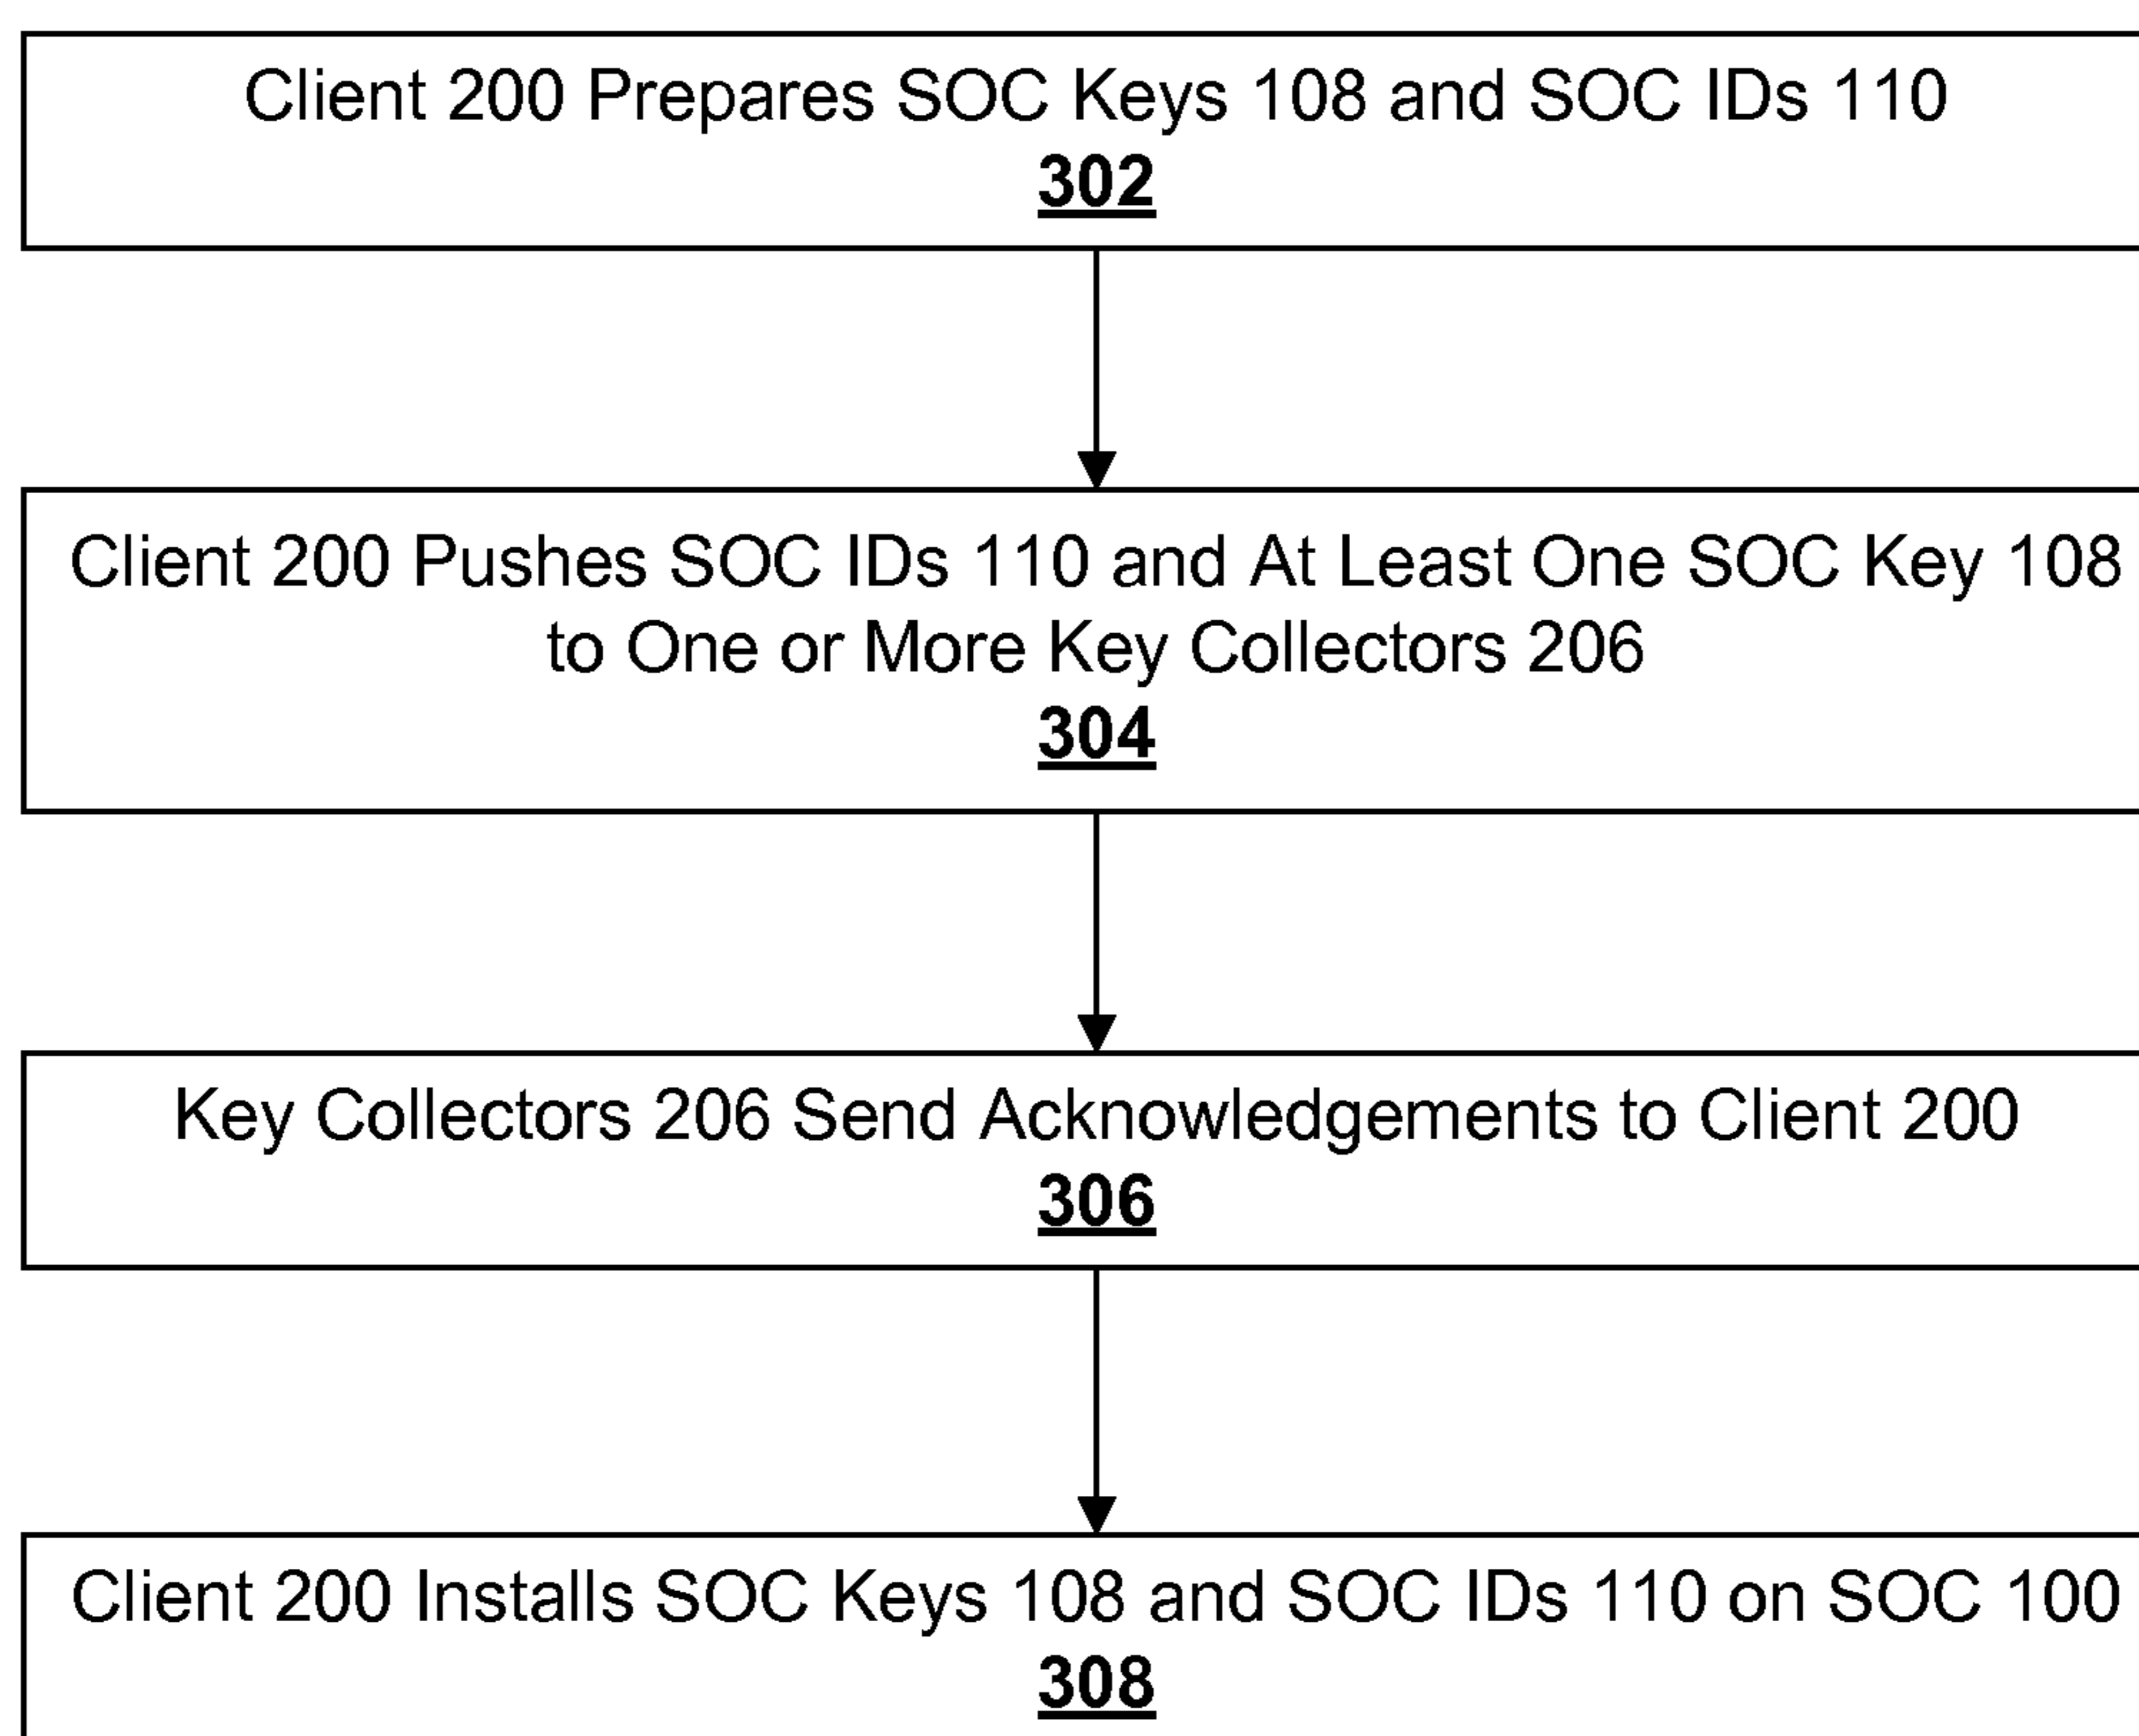 Client 200 Prepares SOC Keys 108 and SOC IDs 110
302
Client 200 Pushes SOC IDs 110 and At Least One SOC Key 108
to One or More Key Collectors 206
304
Key Collectors 206 Send Acknowledgements to Client 200
306
Client 200 Installs SOC Keys 108 and SOC IDs 110 on SOC 100
308